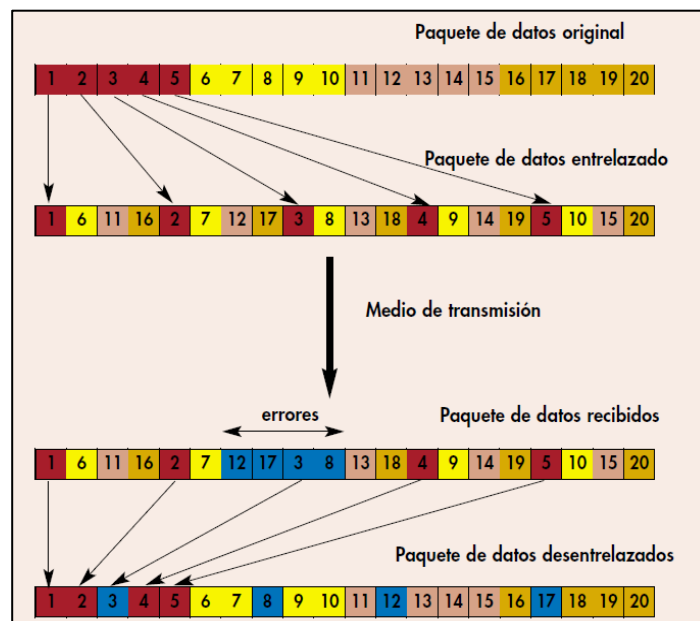 Paquete de datos original
1 2 3 4 5 6 7 8 9 10 11 12 13 14 15 16 17 18 19 20
Paquete de datos entrelazado
1 6 11 16 2 7 12 17 3 8 13 18 4 9 14 19 5 10 15 20
Medio de transmisión
errores
Paquete de datos recibidos
1 6 11 16 2 7 12 17 3 8 13 18 4 9 14 19 5 10 15 20
Paquete de datos desentrelazados
1 2 3 4 5 6 7 8 9 10 11 12 13 14 15 16 17 18 19 20